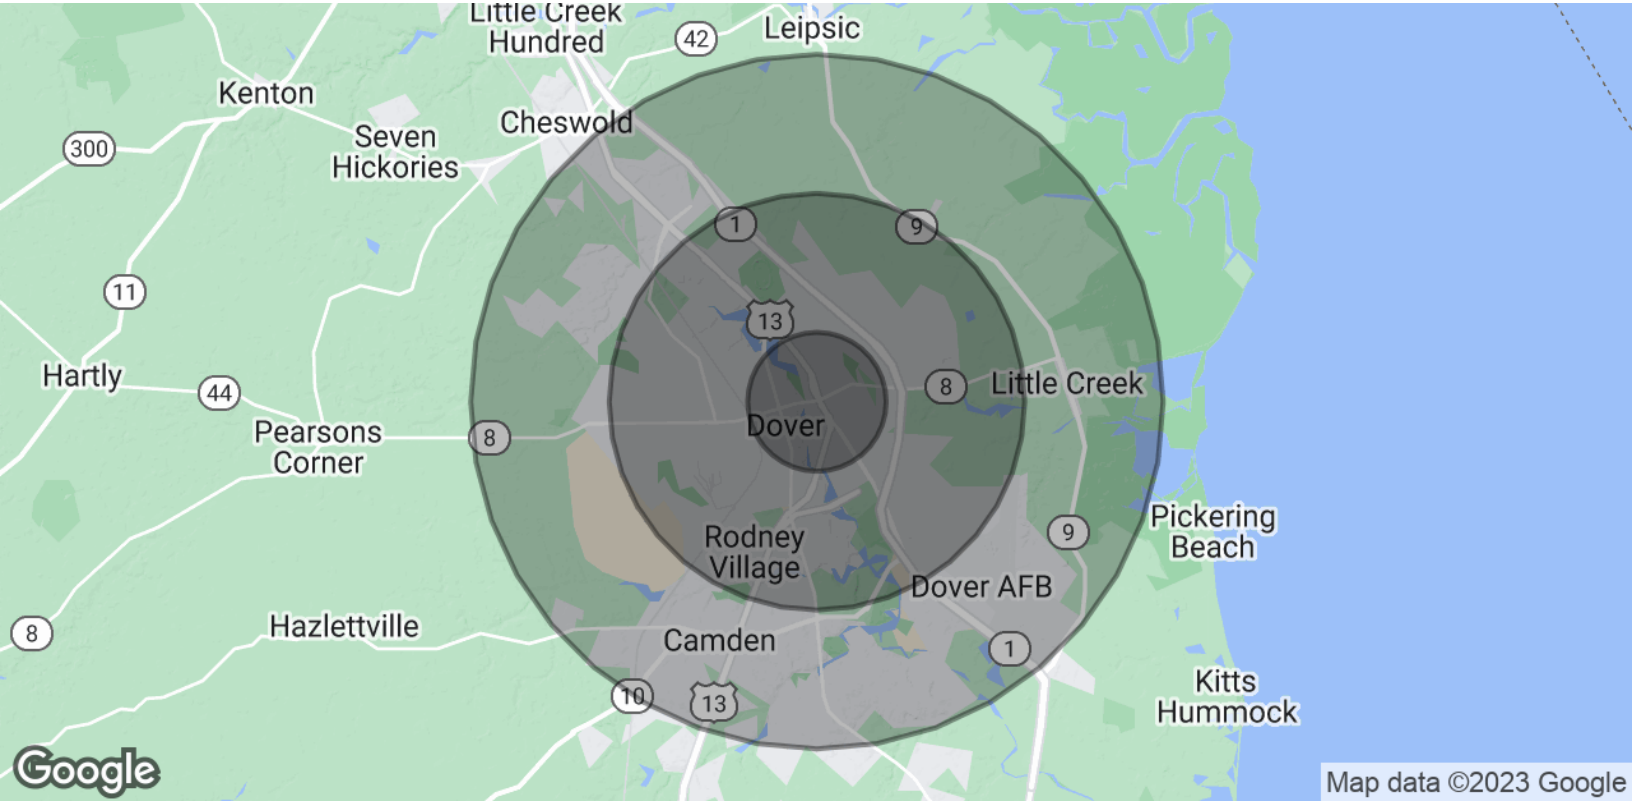 Little Creek
Hundred
42
Leipsic
Kenton
Cheswold
300
Seven
Hickories
1
9
11
13
Hartly
44
8
Little Creek
Dover
Pearsons
Corner
8
Pickering
Beach
9
Rodney
Village
Dover AFB
8
Hazlettville
Camden
1
10
13
Kitts
Hummock
Google
Map data ©2023 Google